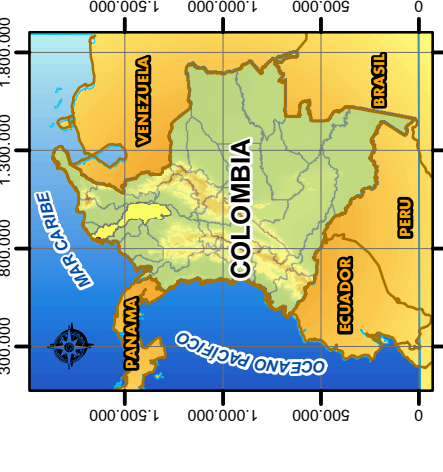 300.000 800.000 1.300.000 1.800.000
1.500.000 1.500.000
1.000.000 1.000.000
500.000 500.000
0 0
MAR CARIBE
PANAMA
VENEZUELA
OCEANO PACÍFICO
COLOMBIA
ECUADOR
BRASIL
PERU